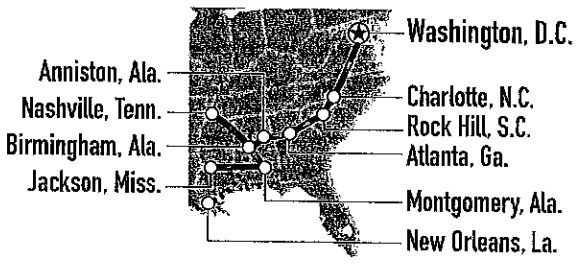 Washington, D.C.
Anniston, Ala.
Nashville, Tenn.
Birmingham, Ala.
Jackson, Miss.
Charlotte, N.C.
Rock Hill, S.C.
Atlanta, Ga.
Montgomery, Ala.
New Orleans, La.